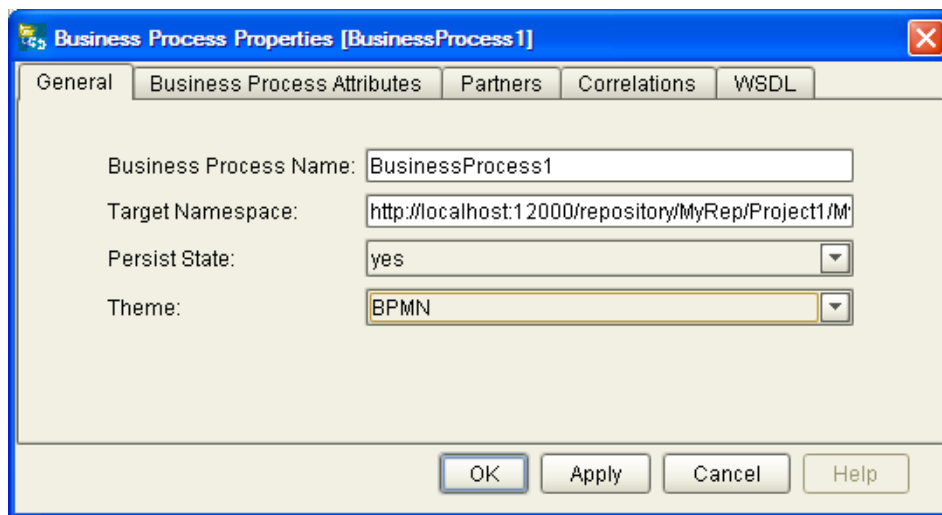 Business Process Properties [BusinessProcess1]
General Business Process Attributes Partners Correlations WSDL
Business Process Name: BusinessProcess1
Target Namespace: http://localhost:12000/repository/MyRep/Project1/M
Persist State: yes
Theme: BPMN
OK Apply Cancel Help